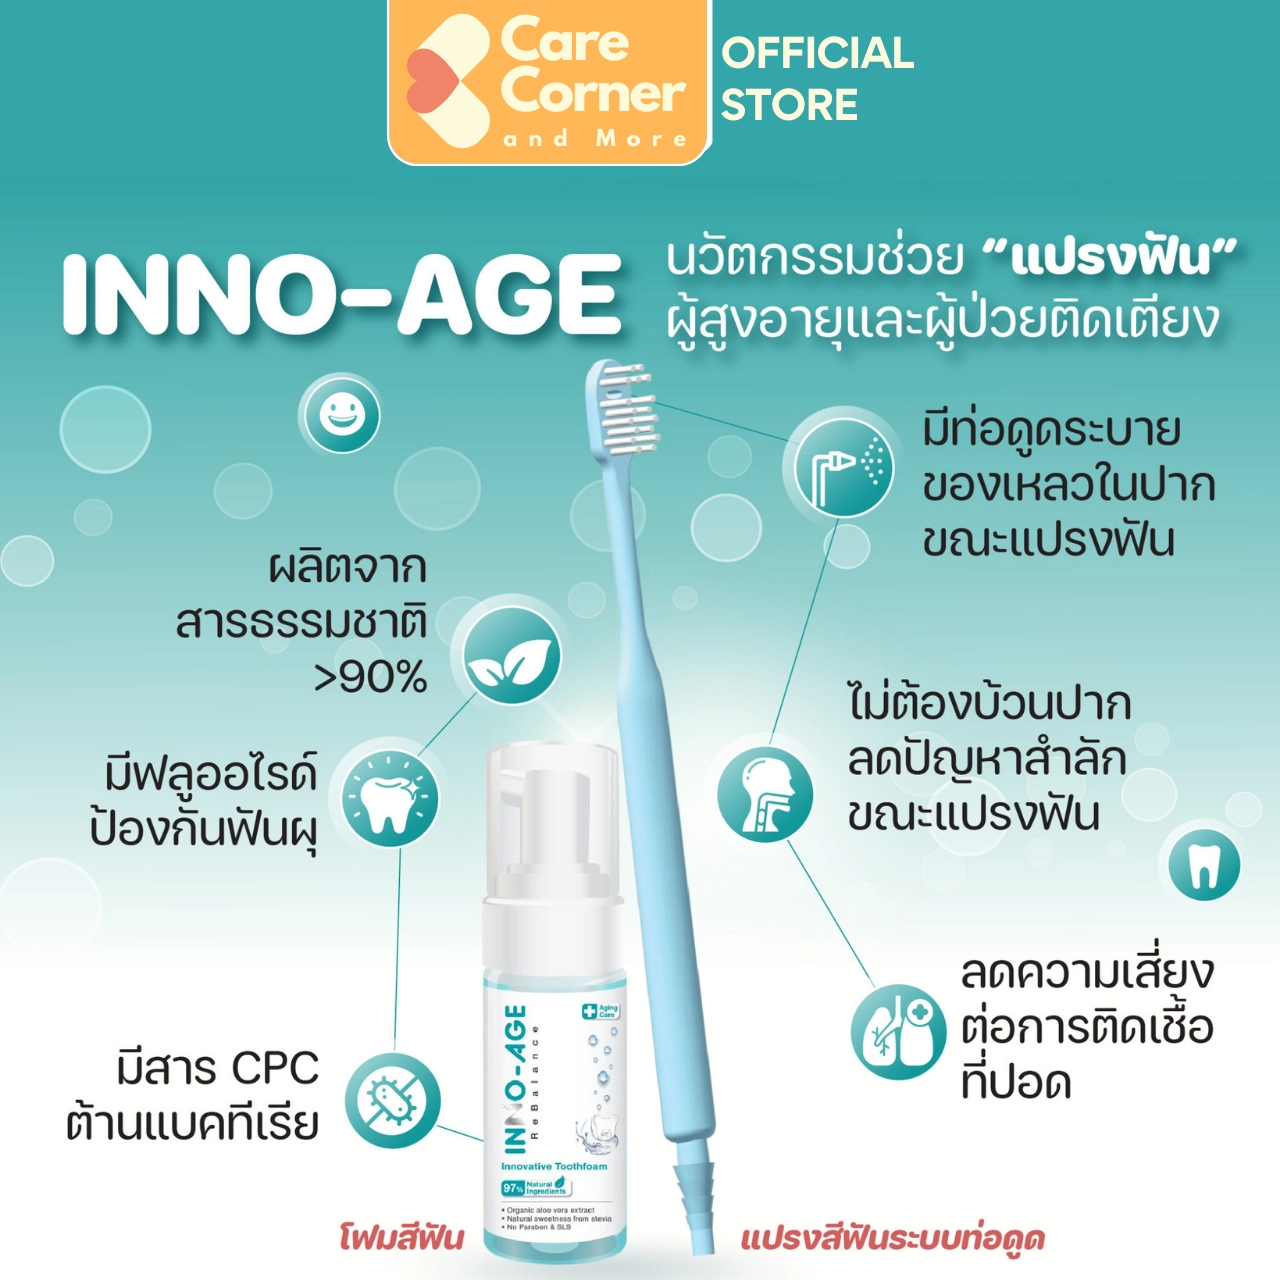 Care
Corner
and More
OFFICIAL
STORE
INNO-AGE
นวัตกรรมช่วย “แปรงฟัน”
ผู้สูงอายุและผู้ป่วยติดเตียง
มีท่อดูดระบาย
ของเหลวในปาก
ขณะแปรงฟัน
ผลิตจาก
สารธรรมชาติ
>90%
ไม่ต้องบ้วนปาก
ลดปัญหาสำลัก
ขณะแปรงฟัน
มีฟลูออไรด์
ป้องกันฟันผุ
ลดความเสี่ยง
ต่อการติดเชื้อ
ที่ปอด
มีสาร CPC
ต้านแบคทีเรีย
Aging
Care
INNO-AGE
ReBalance
Innovative Toothfoam
97% Natural
Ingredients
• Organic aloe vera extract
• Natural sweetness from stevia
• No Paraben & SLS
โฟมสีฟัน
แปรงสีฟันระบบท่อดูด